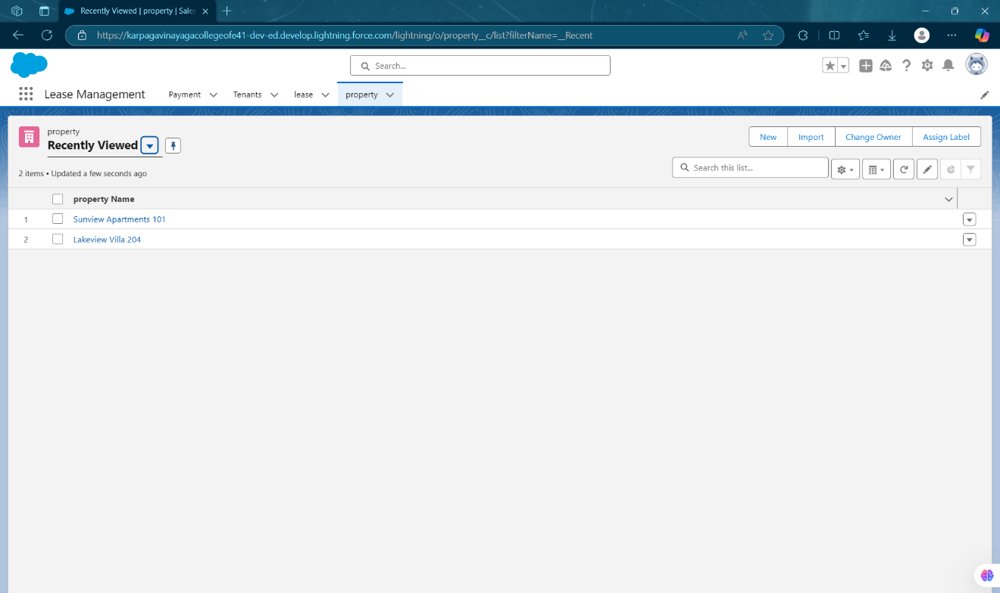 Recently Viewed | property | Sales
https://karpagavinayagacollegeofe41-dev-ed.develop.lightning.force.com/lightning/o/property__c/list?filterName=__Recent
Search...
Lease Management Payment Tenants lease property
property
Recently Viewed
New Import Change Owner Assign Label
2 items • Updated a few seconds ago
Search this list...
property Name
1 Sunview Apartments 101
2 Lakeview Villa 204